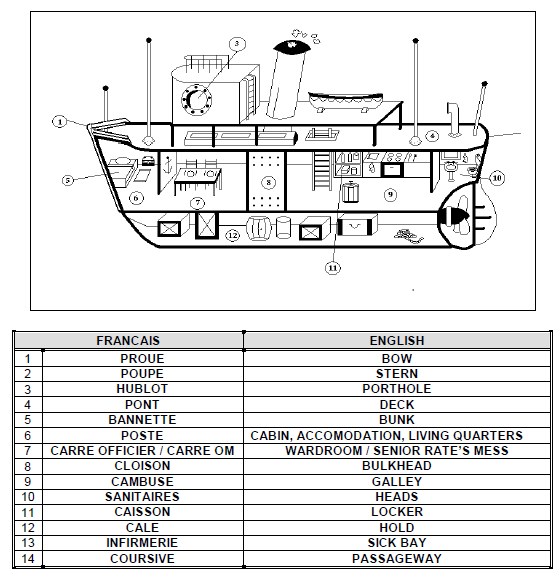 3
1
4
5
10
8
6
9
7
12
11
FRANCAIS ENGLISH
1 PROUE BOW
2 POUPE STERN
3 HUBLOT PORTHOLE
4 PONT DECK
5 BANNETTE BUNK
6 POSTE CABIN, ACCOMODATION, LIVING QUARTERS
7 CARRE OFFICIER / CARRE OM WARDROOM / SENIOR RATE'S MESS
8 CLOISON BULKHEAD
9 CAMBUSE GALLEY
10 SANITAIRES HEADS
11 CAISSON LOCKER
12 CALE HOLD
13 INFIRMERIE SICK BAY
14 COURSIVE PASSAGEWAY